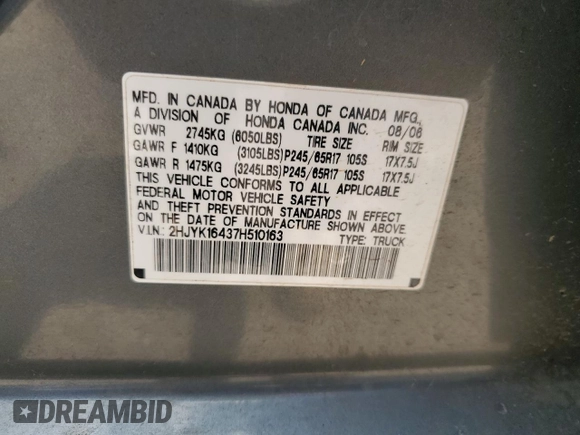 MFD. IN CANADA BY HONDA OF CANADA MFG.,
A DIVISION OF HONDA CANADA INC. 08/06
GVWR 2745KG (6050LBS) TIRE SIZE RIM SIZE
GAWR F 1410KG (3105LBS)P245/65R17 105S 17X7.5J
GAWR R 1475KG (3245LBS)P245/65R17 105S 17X7.5J
THIS VEHICLE CONFORMS TO ALL APPLICABLE
FEDERAL MOTOR VEHICLE SAFETY
AND THEFT PREVENTION STANDARDS IN EFFECT
ON THE DATE OF MANUFACTURE SHOWN ABOVE.
V.I.N.: 2HJYK16437H510163 TYPE: TRUCK
DREAMBID